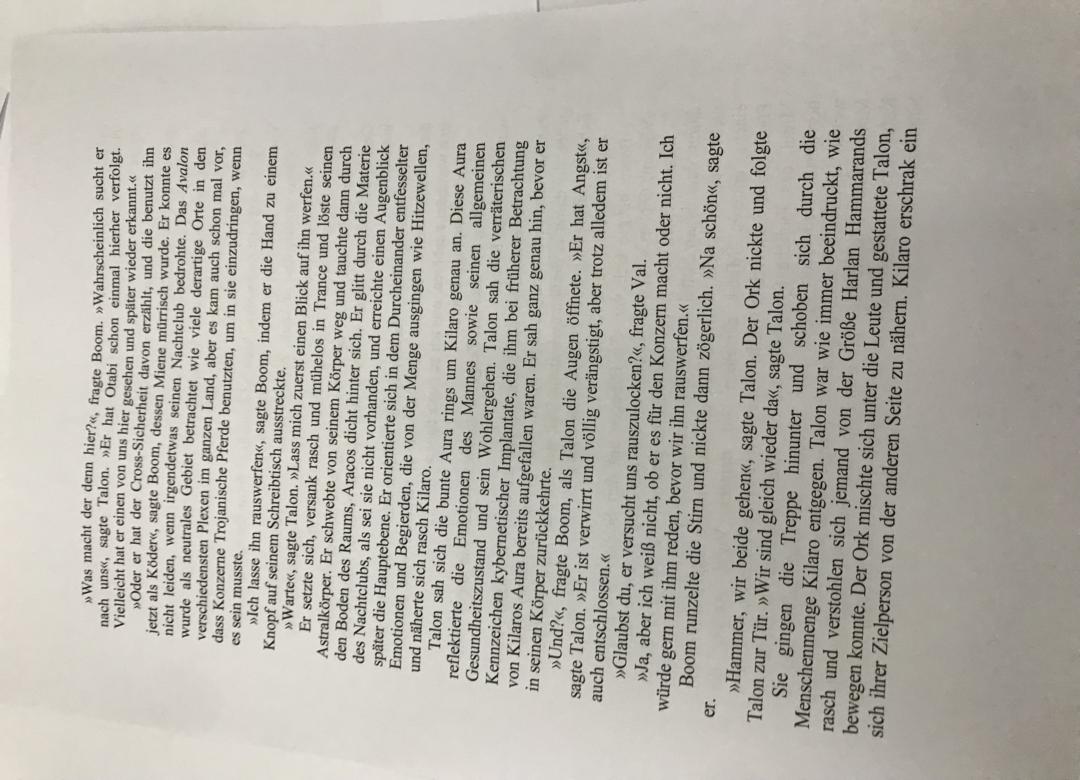 »Was macht der denn hier?«, fragte Boom. »Wahrscheinlich sucht er
nach uns«, sagte Talon. »Er hat Otabi schon einmal hierher verfolgt.
Vielleicht hat er einen von uns hier gesehen und später wieder erkannt.«
»Oder er hat der Cross-Sicherheit davon erzählt, und die benutzt ihn
jetzt als Köder«, sagte Boom, dessen Miene mürrisch wurde. Er konnte es
nicht leiden, wenn irgendetwas seinen Nachtclub bedrohte. Das Avalon
wurde als neutrales Gebiet betrachtet wie viele derartige Orte in den
verschiedensten Plexen im ganzen Land, aber es kam auch schon mal vor,
dass Konzerne Trojanische Pferde benutzten, um in sie einzudringen, wenn
es sein musste.
»Ich lasse ihn rauswerfen«, sagte Boom, indem er die Hand zu einem
Knopf auf seinem Schreibtisch ausstreckte.
»Warte«, sagte Talon. »Lass mich zuerst einen Blick auf ihn werfen.«
Er setzte sich, versank rasch und mühelos in Trance und löste seinen
Astralkörper. Er schwebte von seinem Körper weg und tauchte dann durch
den Boden des Raums, Aracos dicht hinter sich. Er glitt durch die Materie
des Nachtclubs, als sei sie nicht vorhanden, und erreichte einen Augenblick
später die Hauptebene. Er orientierte sich in dem Durcheinander entfesselter
Emotionen und Begierden, die von der Menge ausgingen wie Hitzewellen,
und näherte sich rasch Kilaro.
Talon sah sich die bunte Aura rings um Kilaro genau an. Diese Aura
reflektierte die Emotionen des Mannes sowie seinen allgemeinen
Gesundheitszustand und sein Wohlergehen. Talon sah die verräterischen
Kennzeichen kybernetischer Implantate, die ihm bei früherer Betrachtung
von Kilaros Aura bereits aufgefallen waren. Er sah ganz genau hin, bevor er
in seinen Körper zurückkehrte.
»Und?«, fragte Boom, als Talon die Augen öffnete. »Er hat Angst«,
sagte Talon. »Er ist verwirrt und völlig verängstigt, aber trotz alledem ist er
auch entschlossen.«
»Glaubst du, er versucht uns rauszulocken?«, fragte Val.
»Ja, aber ich weiß nicht, ob er es für den Konzern macht oder nicht. Ich
würde gern mit ihm reden, bevor wir ihn rauswerfen.«
Boom runzelte die Stirn und nickte dann zögerlich. »Na schön«, sagte
er.
»Hammer, wir beide gehen«, sagte Talon. Der Ork nickte und folgte
Talon zur Tür. »Wir sind gleich wieder da«, sagte Talon.
Sie gingen die Treppe hinunter und schoben sich durch die
Menschenmenge Kilaro entgegen. Talon war wie immer beeindruckt, wie
rasch und verstohlen sich jemand von der Größe Harlan Hammarands
bewegen konnte. Der Ork mischte sich unter die Leute und gestattete Talon,
sich ihrer Zielperson von der anderen Seite zu nähern. Kilaro erschrak ein